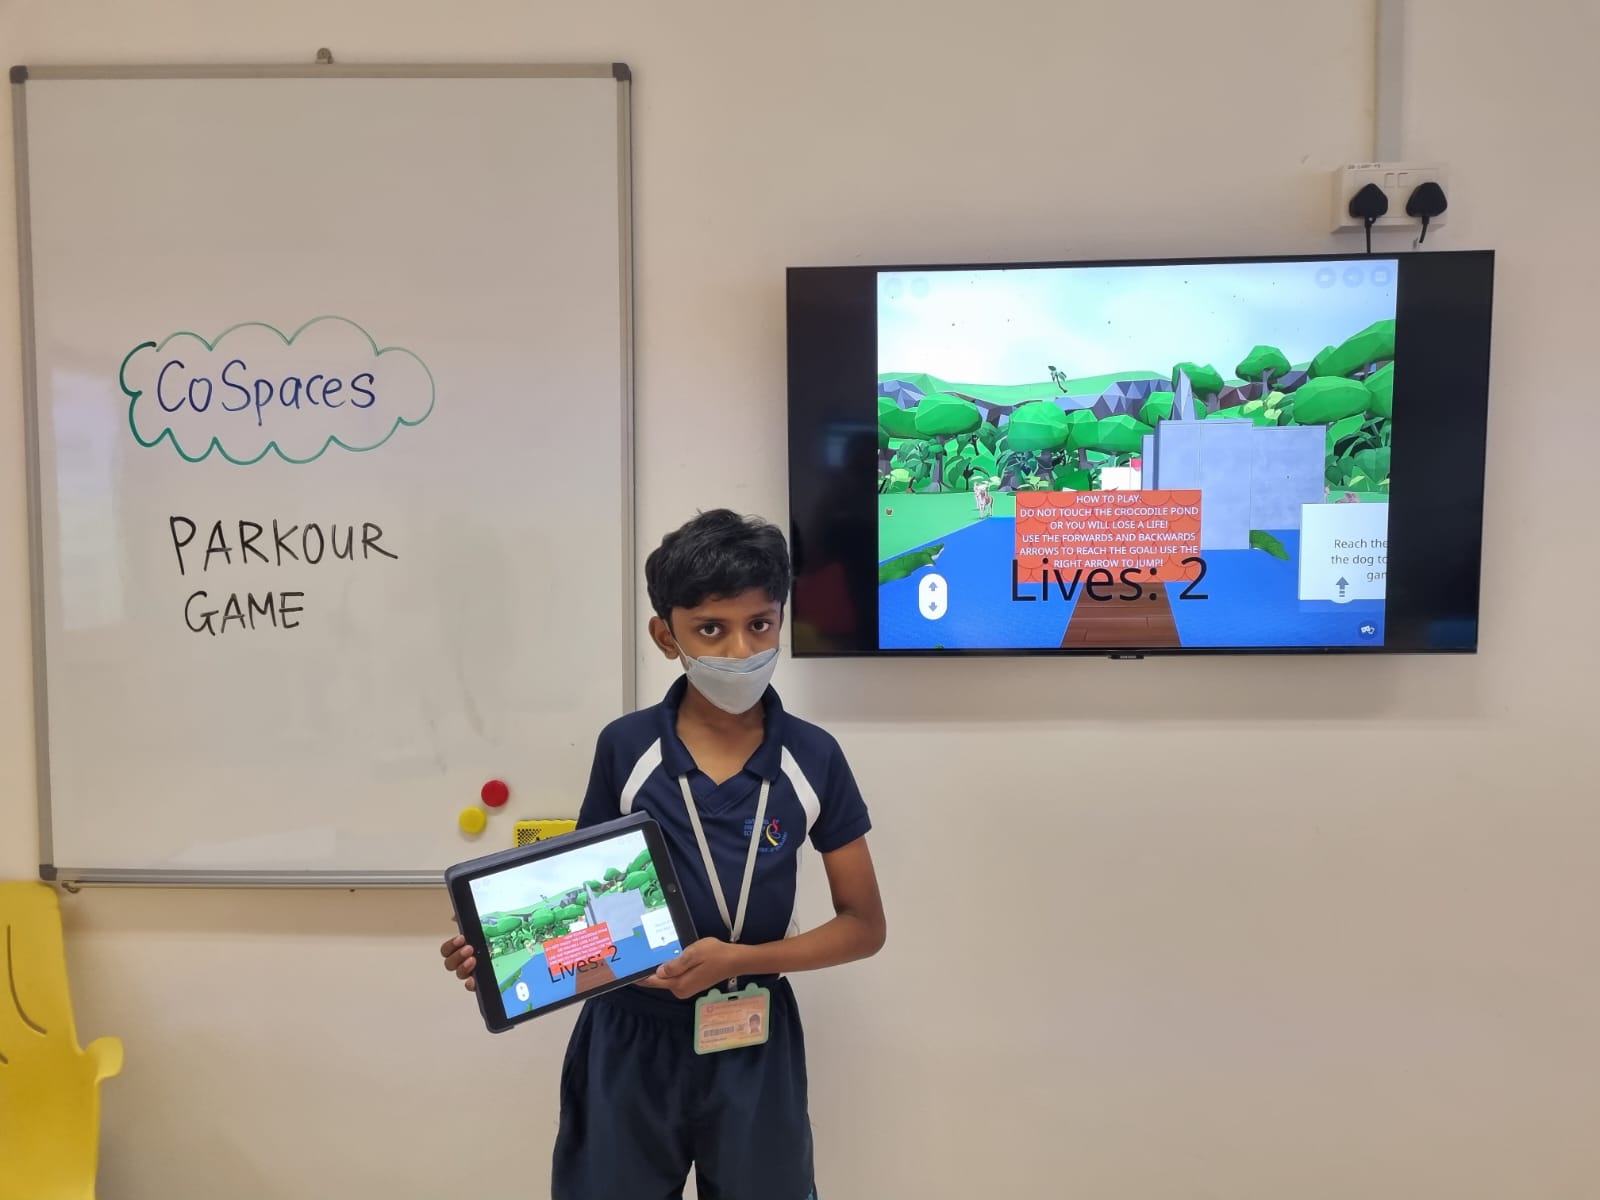 CoSpaces
PARKOUR
GAME
HOW TO PLAY:
DO NOT TOUCH THE CROCODILE POND
OR YOU WILL LOSE A LIFE!
USE THE FORWARDS AND BACKWARDS
ARROWS TO REACH THE GOAL! USE THE
RIGHT ARROW TO JUMP!
Lives: 2
Reach the
the dog to
Lives: 2